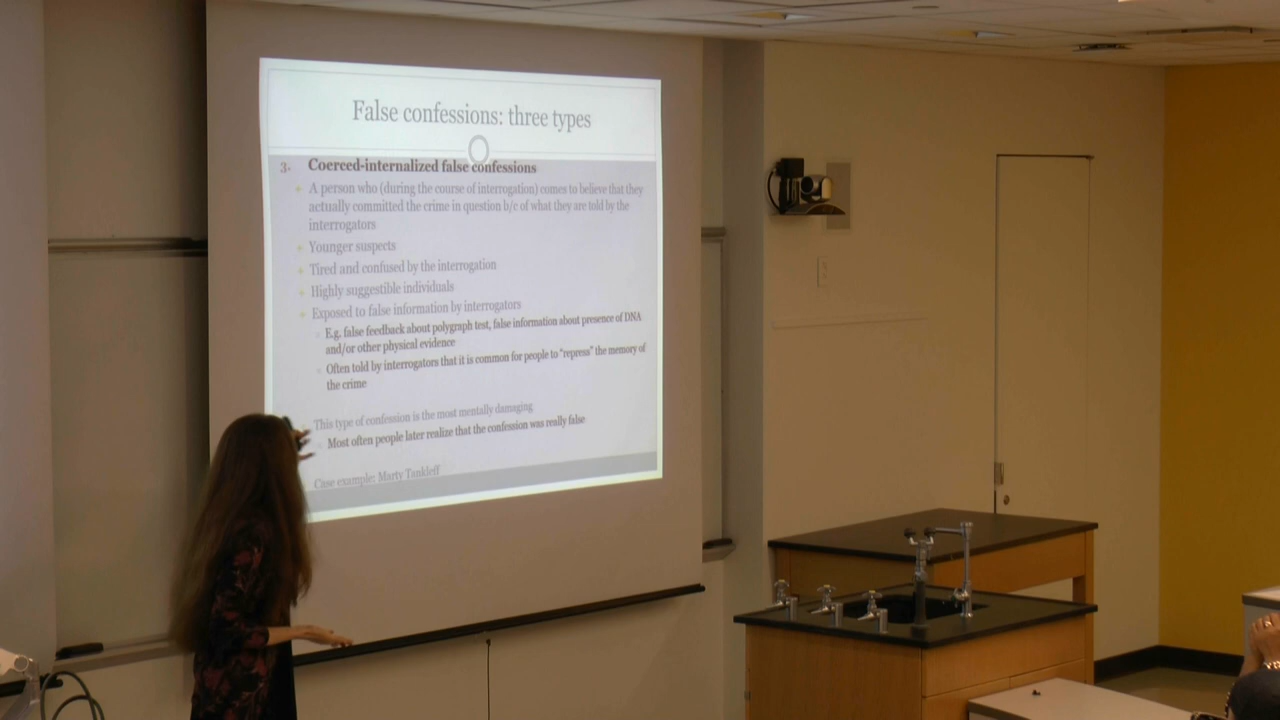 False confessions: three types
3. Coerced-internalized false confessions
A person who (during the course of interrogation) comes to believe that they
actually committed the crime in question b/c of what they are told by the
interrogators
Younger suspects
Tired and confused by the interrogation
Highly suggestible individuals
Exposed to false information by interrogators
E.g. false feedback about polygraph test, false information about presence of DNA
and/or other physical evidence
Often told by interrogators that it is common for people to "repress" the memory of
the crime
This type of confession is the most mentally damaging
Most often people later realize that the confession was really false
Case example: Marty Tankleff